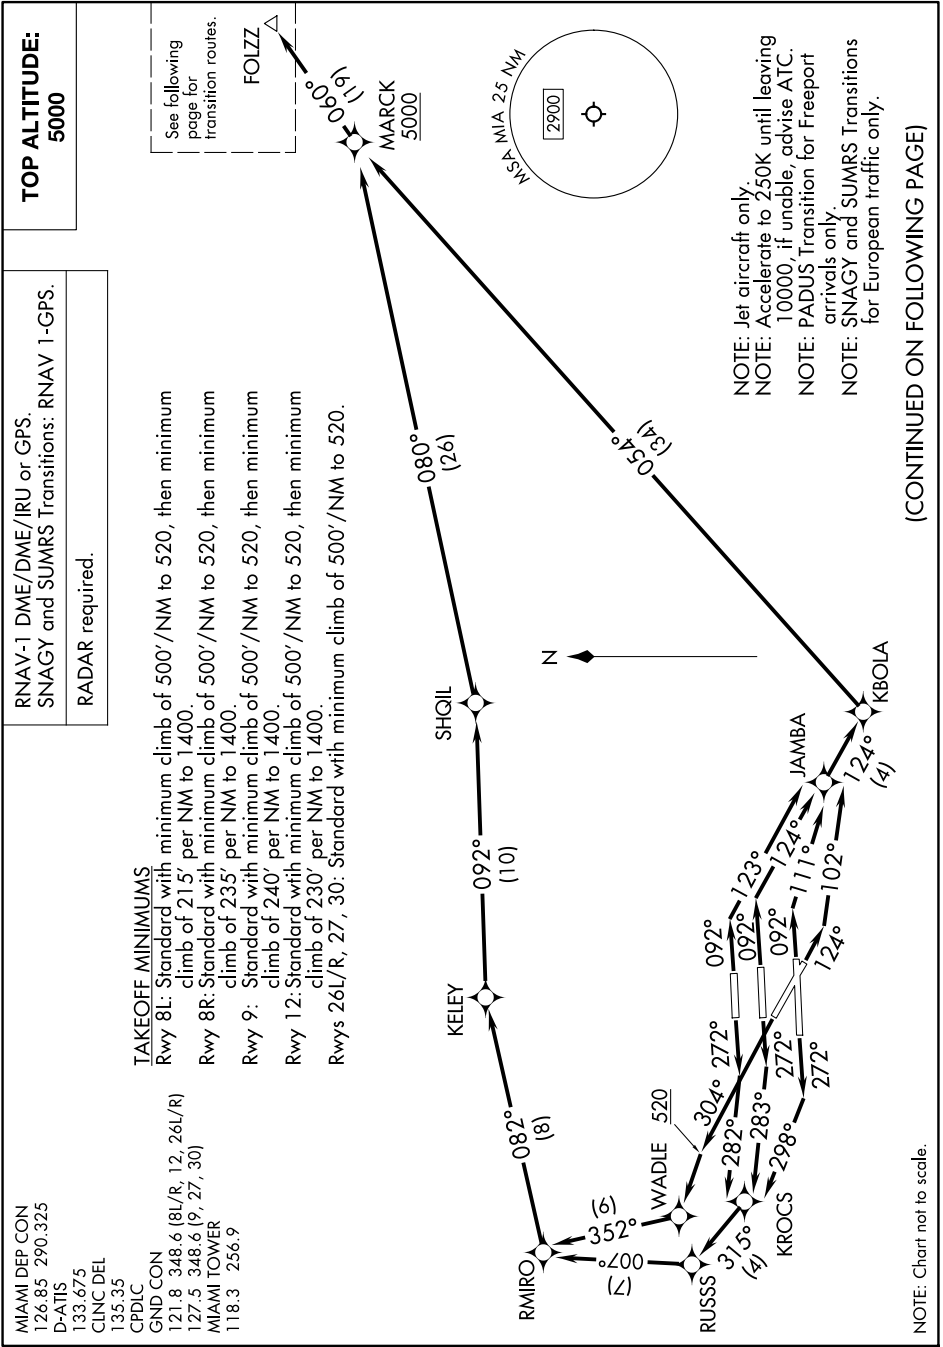 MIAMI DEP CON
126.85 290.325
D-ATIS
133.675
CLNC DEL
135.35
CPDLC
GND CON
121.8 348.6 (8L/R, 12, 26L/R)
127.5 348.6 (9, 27, 30)
MIAMI TOWER
118.3 256.9
RNAV-1 DME/DME/IRU or GPS.
SNAGY and SUMRS Transitions: RNAV 1-GPS.
RADAR required.
TOP ALTITUDE:
5000
TAKEOFF MINIMUMS
Rwy 8L: Standard with minimum climb of 500'/NM to 520, then minimum
climb of 215' per NM to 1400.
Rwy 8R: Standard with minimum climb of 500'/NM to 520, then minimum
climb of 235' per NM to 1400.
Rwy 9: Standard with minimum climb of 500'/NM to 520, then minimum
climb of 240' per NM to 1400.
Rwy 12: Standard with minimum climb of 500'/NM to 520, then minimum
climb of 230' per NM to 1400.
Rwys 26L/R, 27, 30: Standard wtih minimum climb of 500'/NM to 520.
See following
page for
transition routes.
FOLZZ
060°
(19)
MARCK
5000
MSA MIA 25 NM
2900
080°
(26)
SHQIL
092°
(10)
KELEY
082°
(8)
RMIRO
352°
(6)
007°
(7)
WADLE
520
RUSSS
315°
(4)
KROCS
304°
282°
283°
298°
272°
272°
272°
092°
092°
092°
124°
123°
124°
111°
102°
JAMBA
124°
(4)
KBOLA
054°
(34)
N
NOTE: Jet aircraft only.
NOTE: Accelerate to 250K until leaving
10000, if unable, advise ATC.
NOTE: PADUS Transition for Freeport
arrivals only.
NOTE: SNAGY and SUMRS Transitions
for European traffic only.
(CONTINUED ON FOLLOWING PAGE)
NOTE: Chart not to scale.